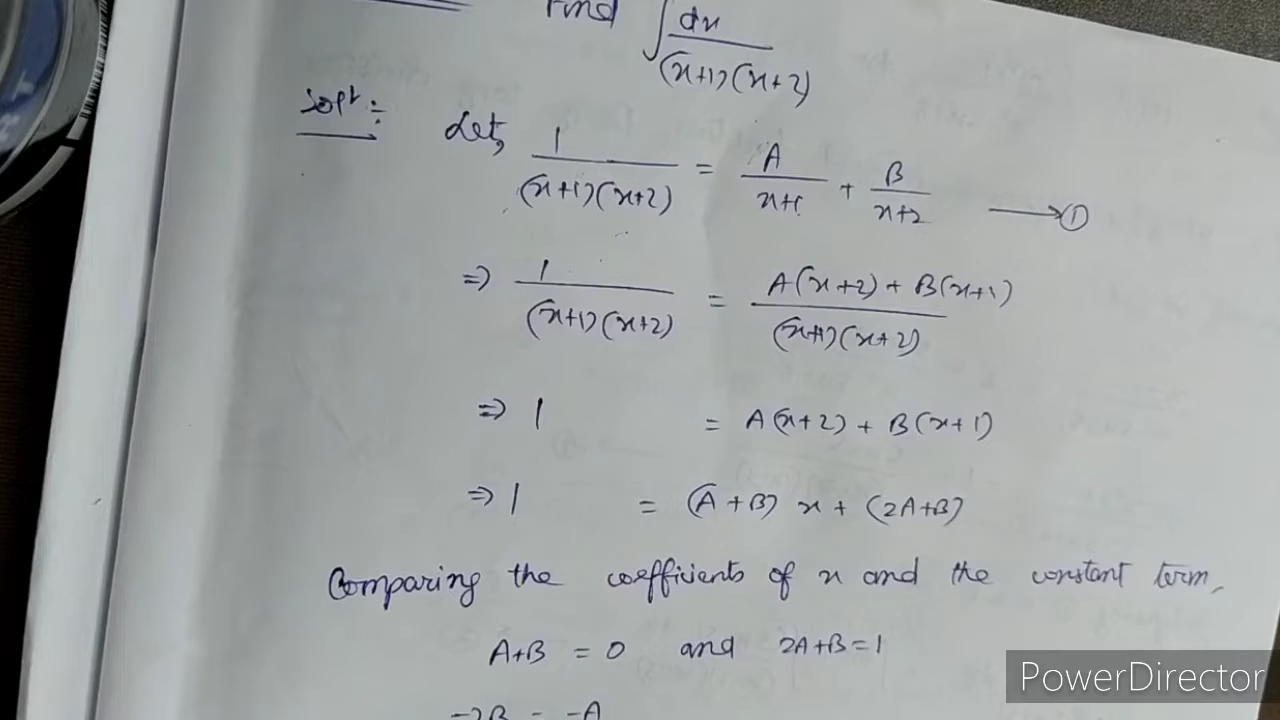 Find ∫ dx / (x+1)(x+2)
Solⁿ:
Let, 1 / (x+1)(x+2) = A / x+1 + B / x+2 ⟶ ①
⇒ 1 / (x+1)(x+2) = A(x+2) + B(x+1) / (x+1)(x+2)
⇒ 1 = A(x+2) + B(x+1)
⇒ 1 = (A+B) x + (2A+B)
Comparing the coefficients of x and the constant term,
A+B = 0 and 2A+B=1
⇒B = -A
PowerDirector